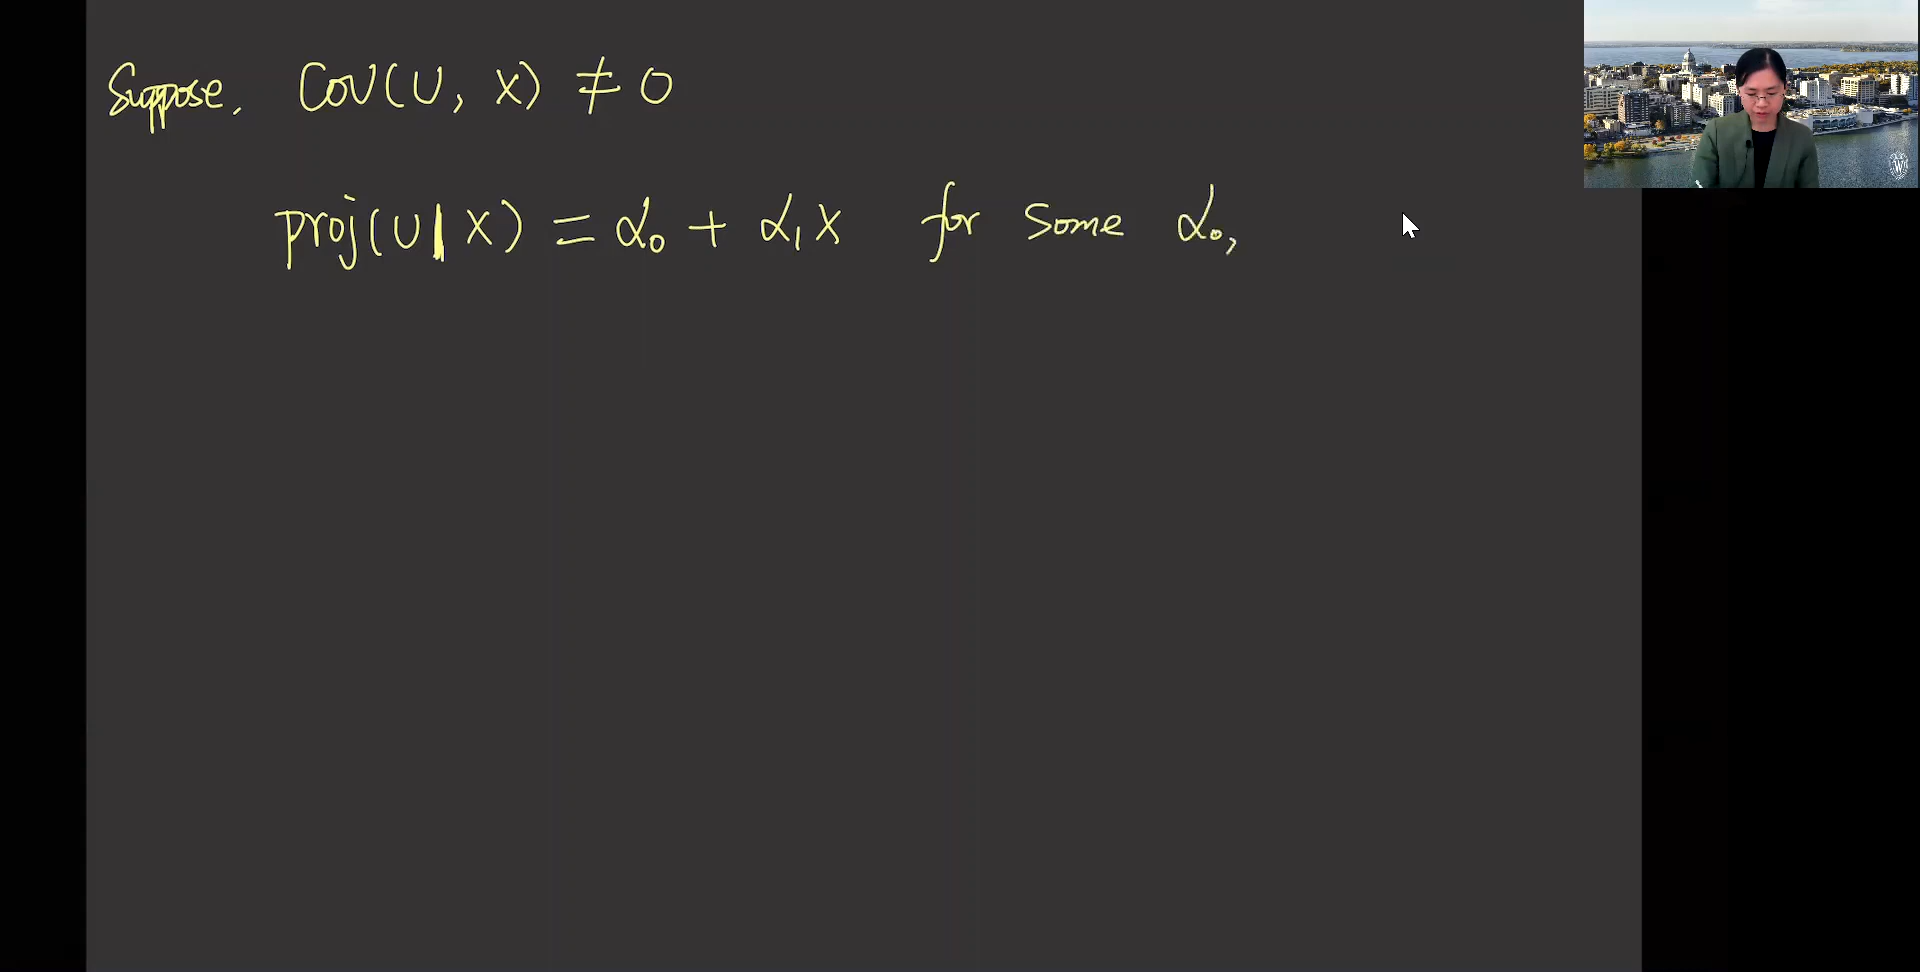 Suppose, Cov(U, X) ≠ 0
proj(U|X) = α₀ + α₁X for some α₀,
W